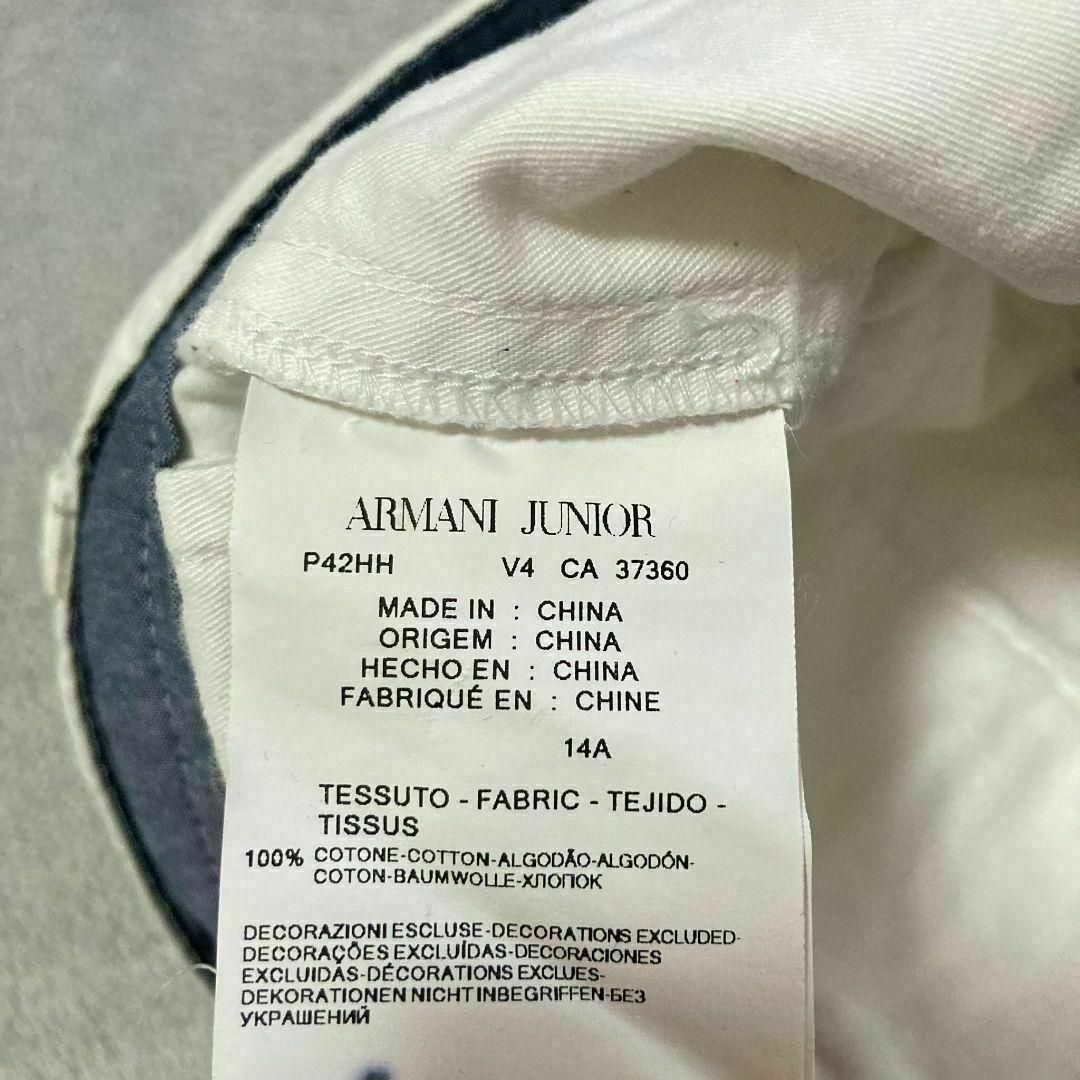 ARMANI JUNIOR
P42HH V4 CA 37360
MADE IN : CHINA
ORIGEM : CHINA
HECHO EN : CHINA
FABRIQUÉ EN : CHINE
14A
TESSUTO - FABRIC - TEJIDO -
TISSUS
100% COTONE-COTTON-ALGODÃO-ALGODÓN-
COTON-BAUMWOLLE-ХЛОПОК
DECORAZIONI ESCLUSE-DECORATIONS EXCLUDED-
DECORAÇÕES EXCLUÍDAS-DECORACIONES
EXCLUIDAS-DÉCORATIONS EXCLUES-
DEKORATIONEN NICHT INBEGRIFFEN-БЕЗ
УКРАШЕНИЙ